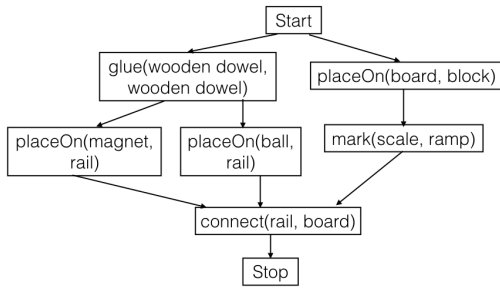 Start
glue(wooden dowel,
wooden dowel)
placeOn(board, block)
placeOn(magnet,
rail)
placeOn(ball,
rail)
mark(scale, ramp)
connect(rail, board)
Stop